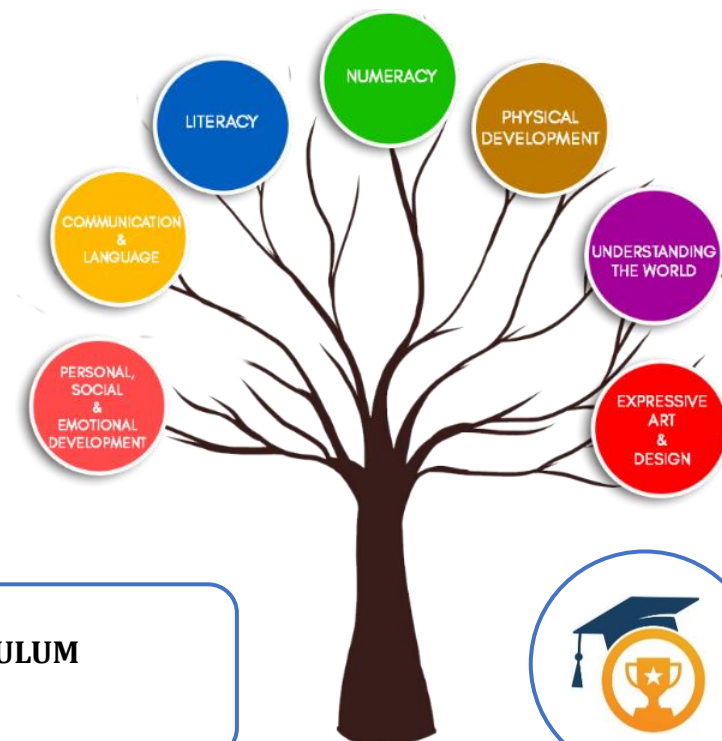 NUMERACY
LITERACY
PHYSICAL
DEVELOPMENT
COMMUNICATION
&
LANGUAGE
UNDERSTANDING
THE WORLD
PERSONAL,
SOCIAL
&
EMOTIONAL
DEVELOPMENT
EXPRESSIVE
ART
&
DESIGN
ULUM